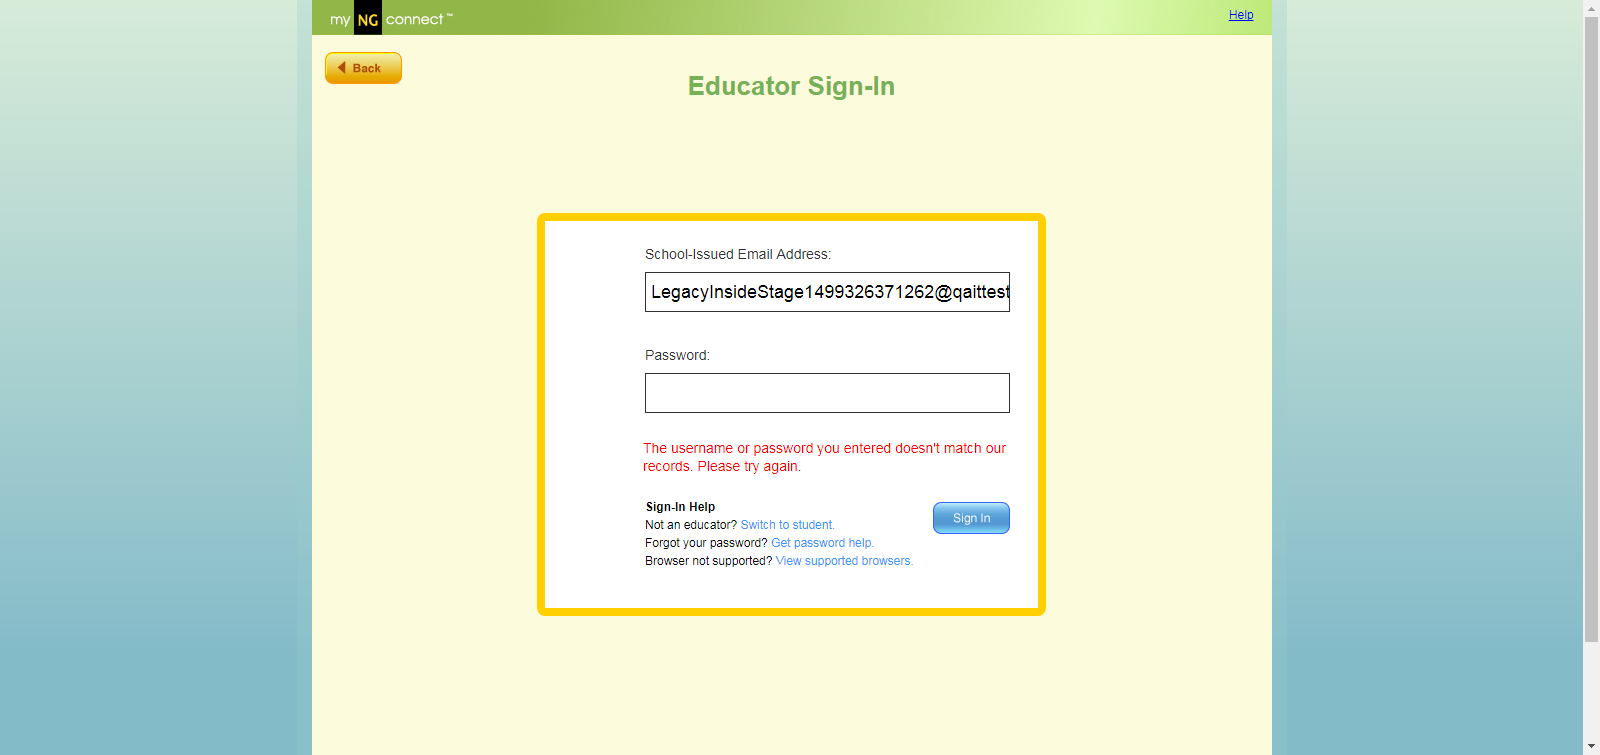 my NG connect ™
Help
Back
Educator Sign-In
School-Issued Email Address:
LegacyInsideStage1499326371262@qaittest
Password:
The username or password you entered doesn't match our
records. Please try again.
Sign-In Help
Not an educator? Switch to student.
Sign In
Forgot your password? Get password help.
Browser not supported? View supported browsers.